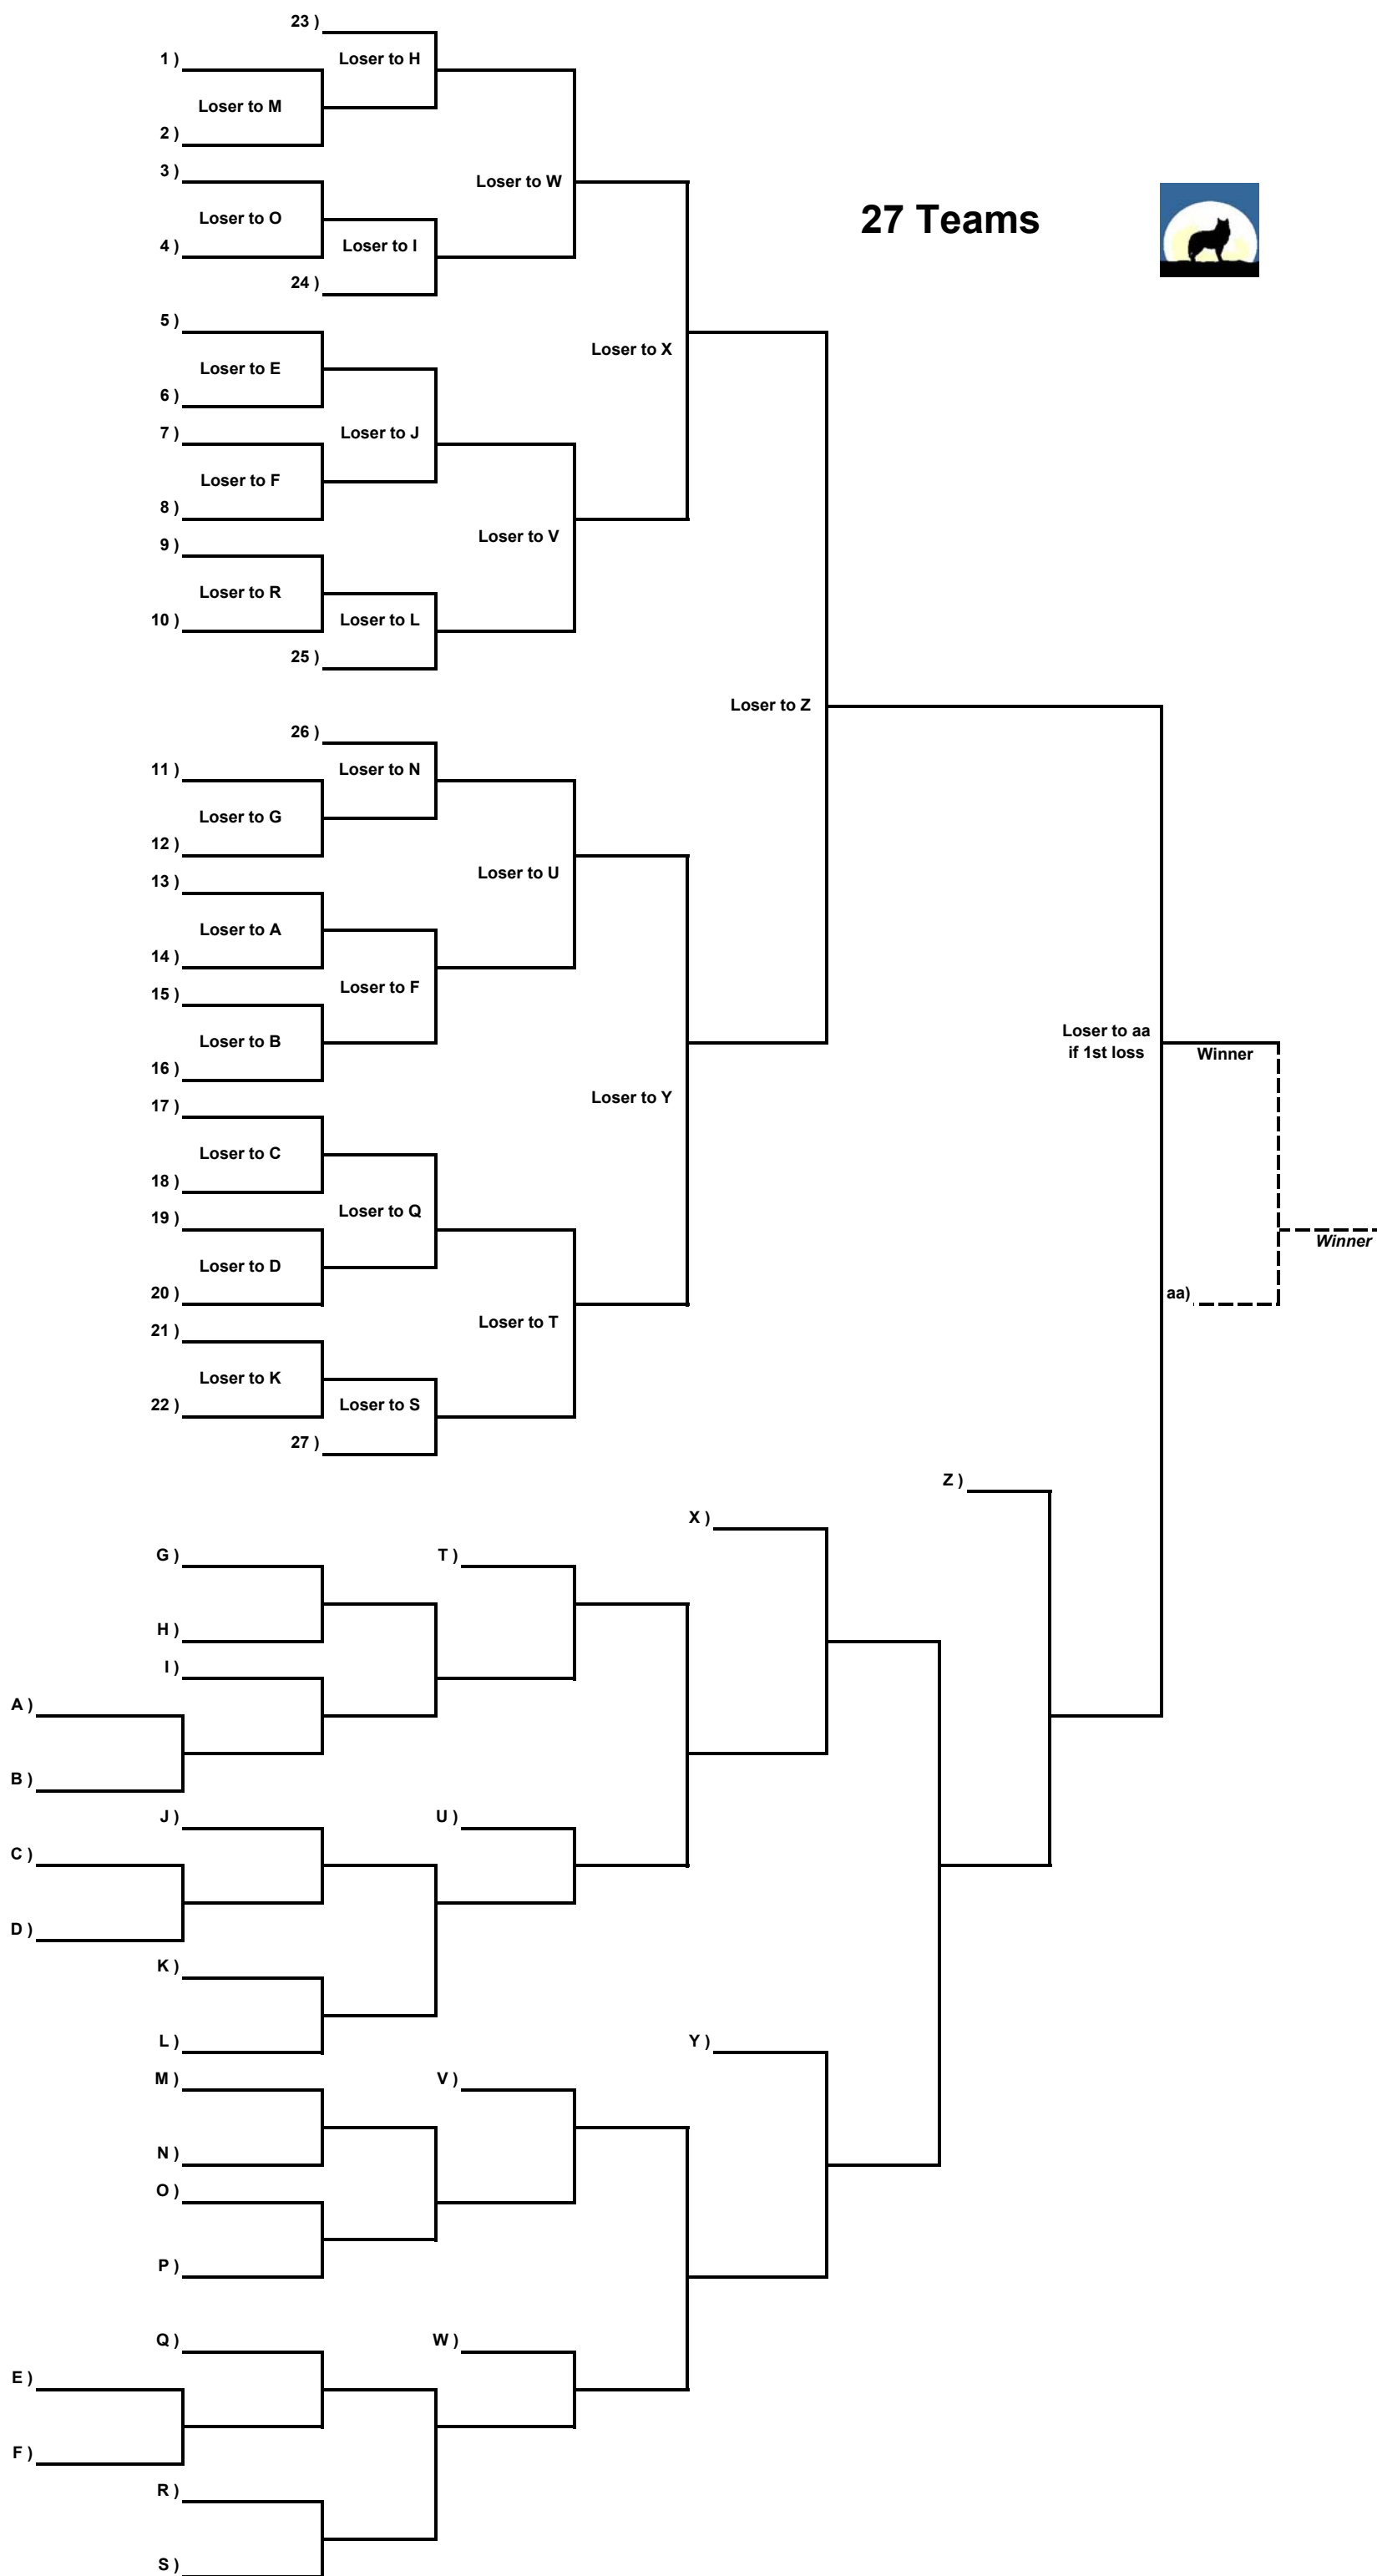 23 )
1 )
Loser to H
Loser to M
2 )
3 )
Loser to W
Loser to O
27 Teams
4 )
Loser to I
24 )
5 )
Loser to X
Loser to E
6 )
7 )
Loser to J
Loser to F
8 )
Loser to V
9 )
Loser to R
10 )
Loser to L
25 )
Loser to Z
26 )
11 )
Loser to N
Loser to G
12 )
Loser to U
13 )
Loser to A
14 )
Loser to F
15 )
Loser to B
Loser to aa
if 1st loss
Winner
16 )
Loser to Y
17 )
Loser to C
18 )
Loser to Q
19 )
Winner
Loser to D
20 )
aa)
Loser to T
21 )
Loser to K
22 )
Loser to S
27 )
Z )
X )
G )
T )
H )
I )
A )
B )
J )
U )
C )
D )
K )
L )
Y )
M )
V )
N )
O )
P )
Q )
W )
E )
F )
R )
S )